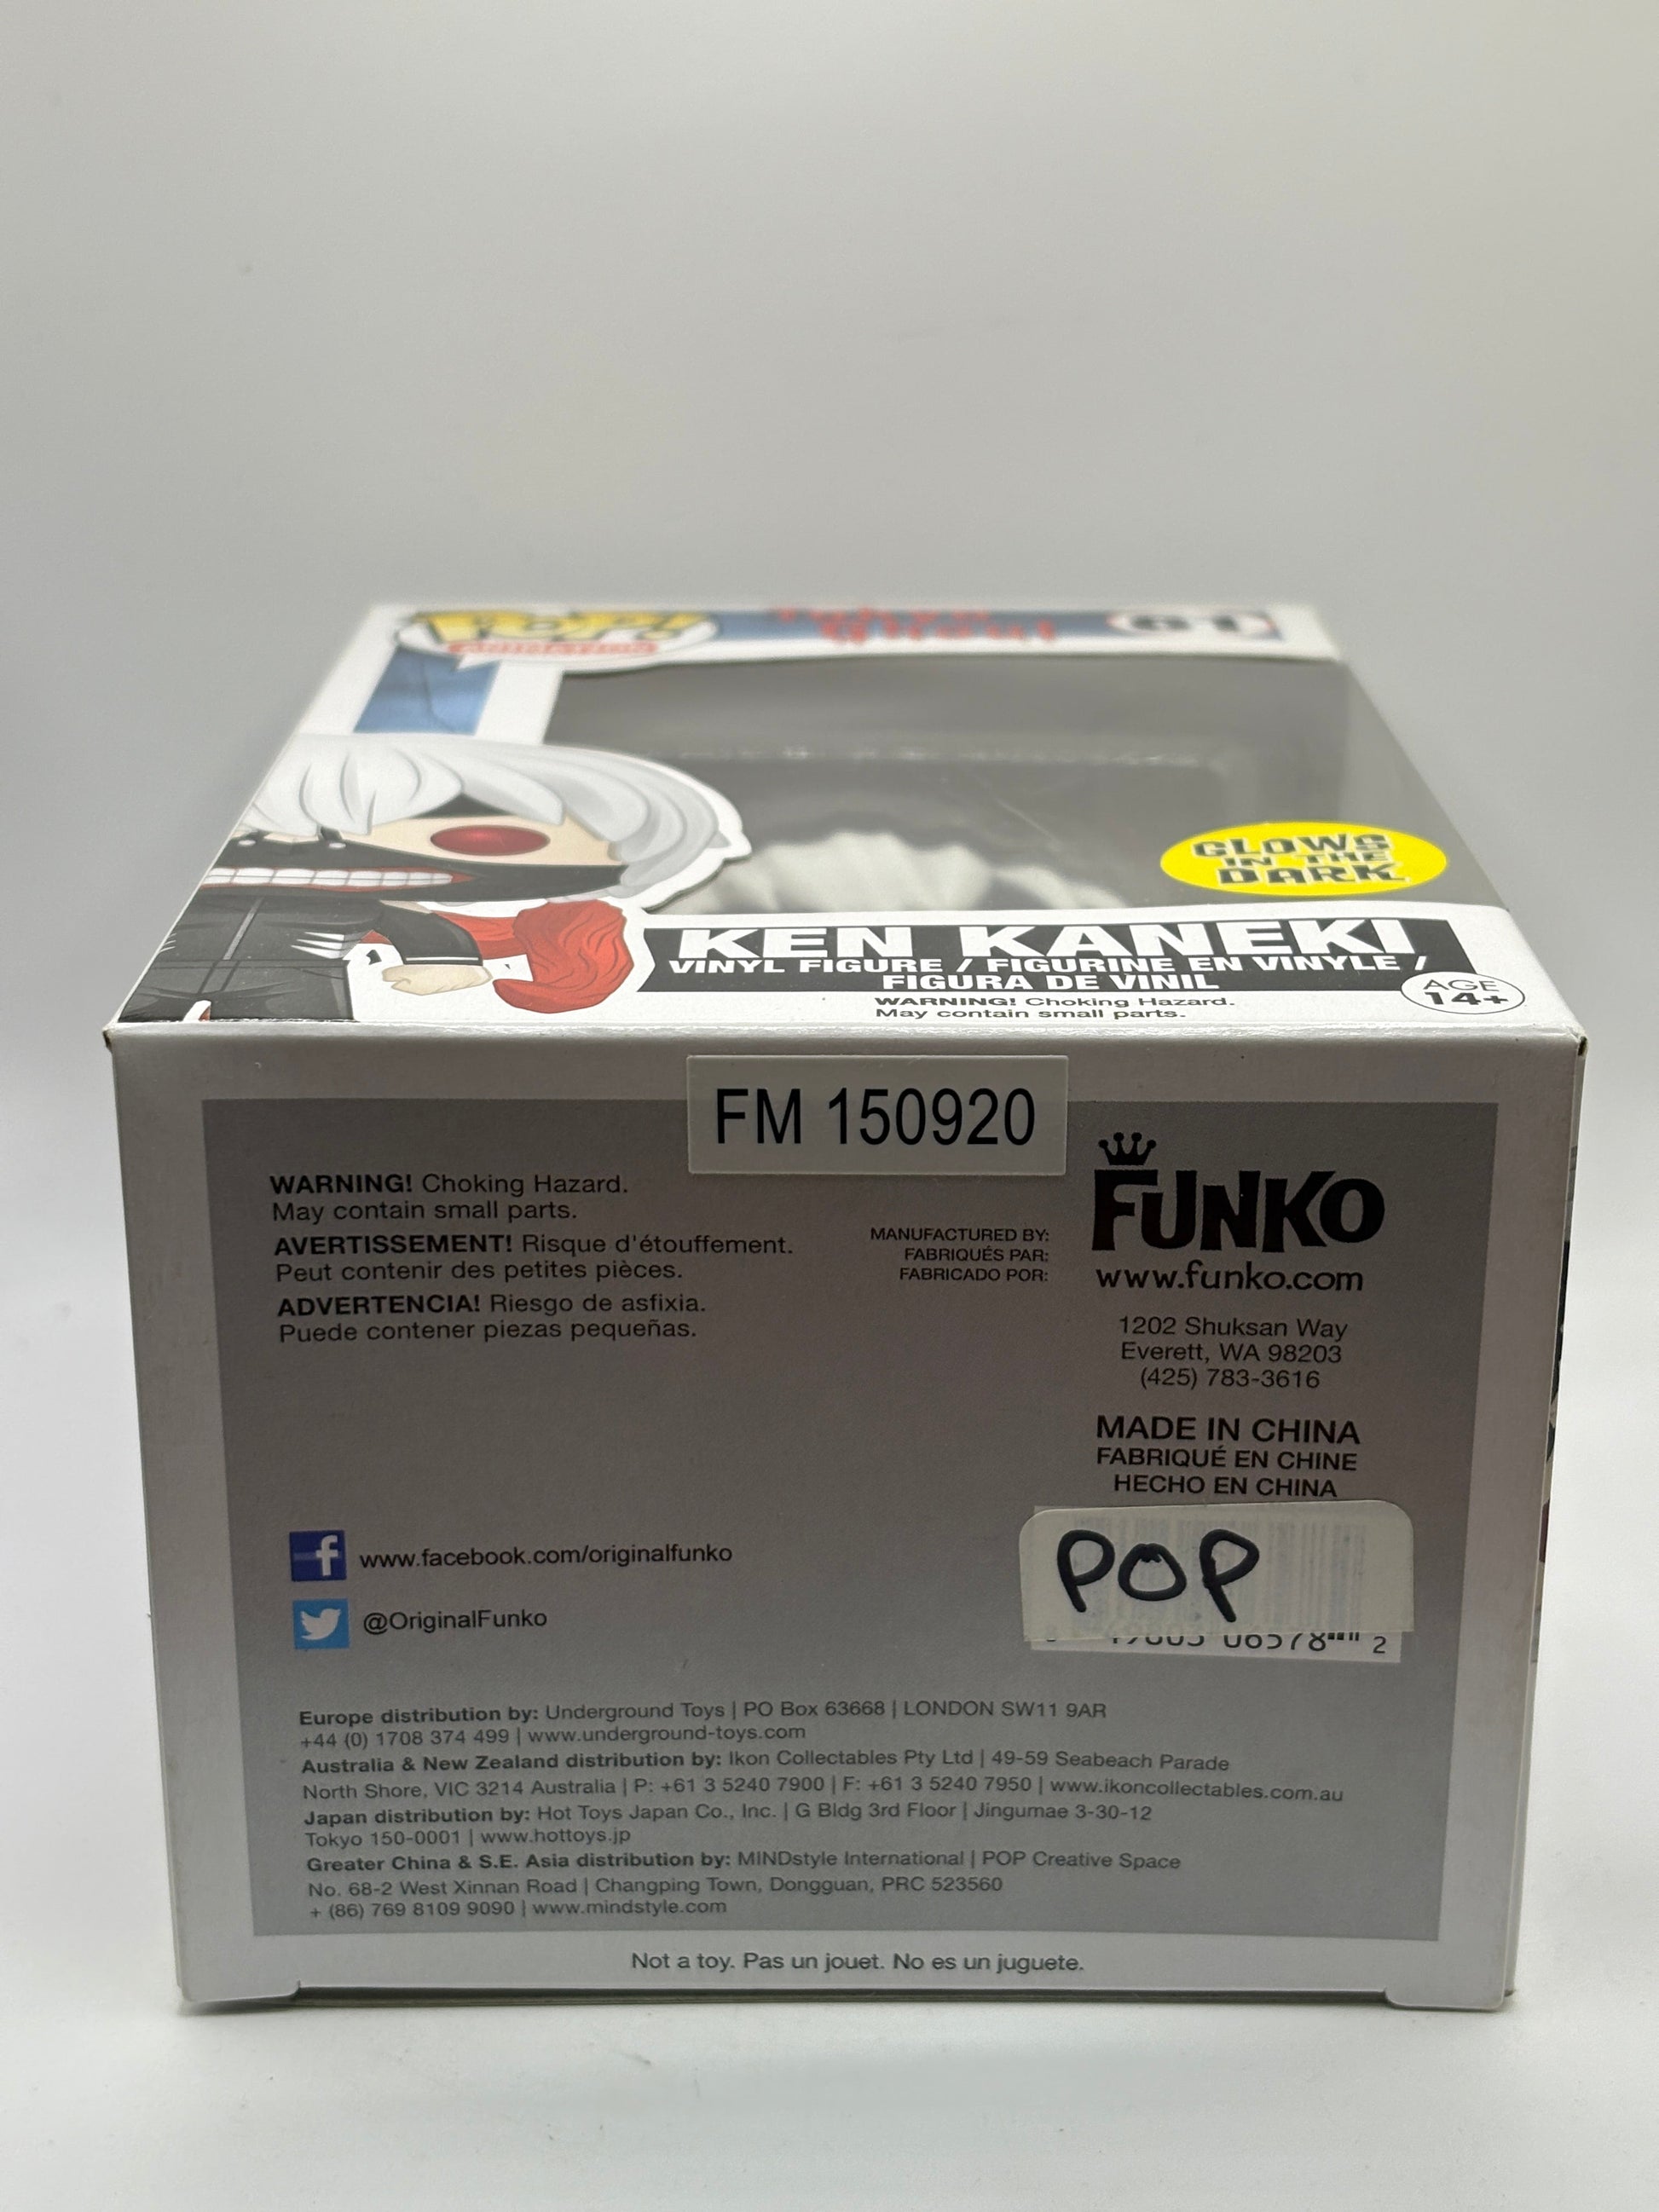 POP!
ANIMATION
Tokyo
Ghoul
61
GLOWS
IN THE
DARK
KEN KANEKI
VINYL FIGURE / FIGURINE EN VINYLE /
FIGURA DE VINIL
WARNING! Choking Hazard.
May contain small parts.
AGE
14+
FM 150920
WARNING! Choking Hazard.
May contain small parts.
AVERTISSEMENT! Risque d'étouffement.
Peut contenir des petites pièces.
ADVERTENCIA! Riesgo de asfixia.
Puede contener piezas pequeñas.
MANUFACTURED BY:
FABRIQUÉS PAR:
FABRICADO POR:
FUNKO
www.funko.com
1202 Shuksan Way
Everett, WA 98203
(425) 783-3616
MADE IN CHINA
FABRIQUÉ EN CHINE
HECHO EN CHINA
f www.facebook.com/originalfunko
@OriginalFunko
POP
06578 2
Europe distribution by: Underground Toys | PO Box 63668 | LONDON SW11 9AR
+44 (0) 1708 374 499 | www.underground-toys.com
Australia & New Zealand distribution by: Ikon Collectables Pty Ltd | 49-59 Seabeach Parade
North Shore, VIC 3214 Australia | P: +61 3 5240 7900 | F: +61 3 5240 7950 | www.ikoncollectables.com.au
Japan distribution by: Hot Toys Japan Co., Inc. | G Bldg 3rd Floor | Jingumae 3-30-12
Tokyo 150-0001 | www.hottoys.jp
Greater China & S.E. Asia distribution by: MINDstyle International | POP Creative Space
No. 68-2 West Xinnan Road | Changping Town, Dongguan, PRC 523560
+ (86) 769 8109 9090 | www.mindstyle.com
Not a toy. Pas un jouet. No es un juguete.